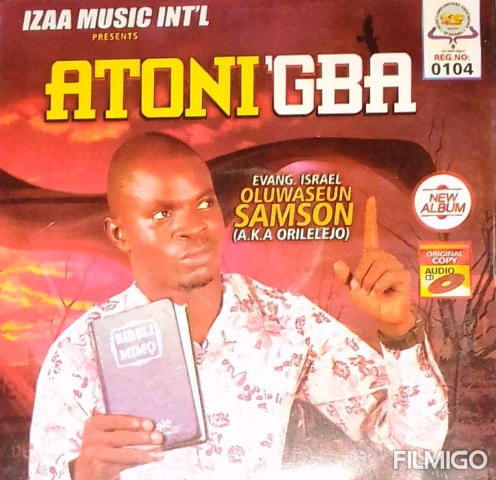 IZAA MUSIC INT'L
PRESENTS
REG.NO:
0104
ATONI'GBA
EVANG. ISRAEL
OLUWASEUN
SAMSON
(A.K.A ORILELEJO)
NEW
ALBUM
ORIGINAL
COPY
AUDIO
CD
BIBELI
MIMỌ
FILMIGO